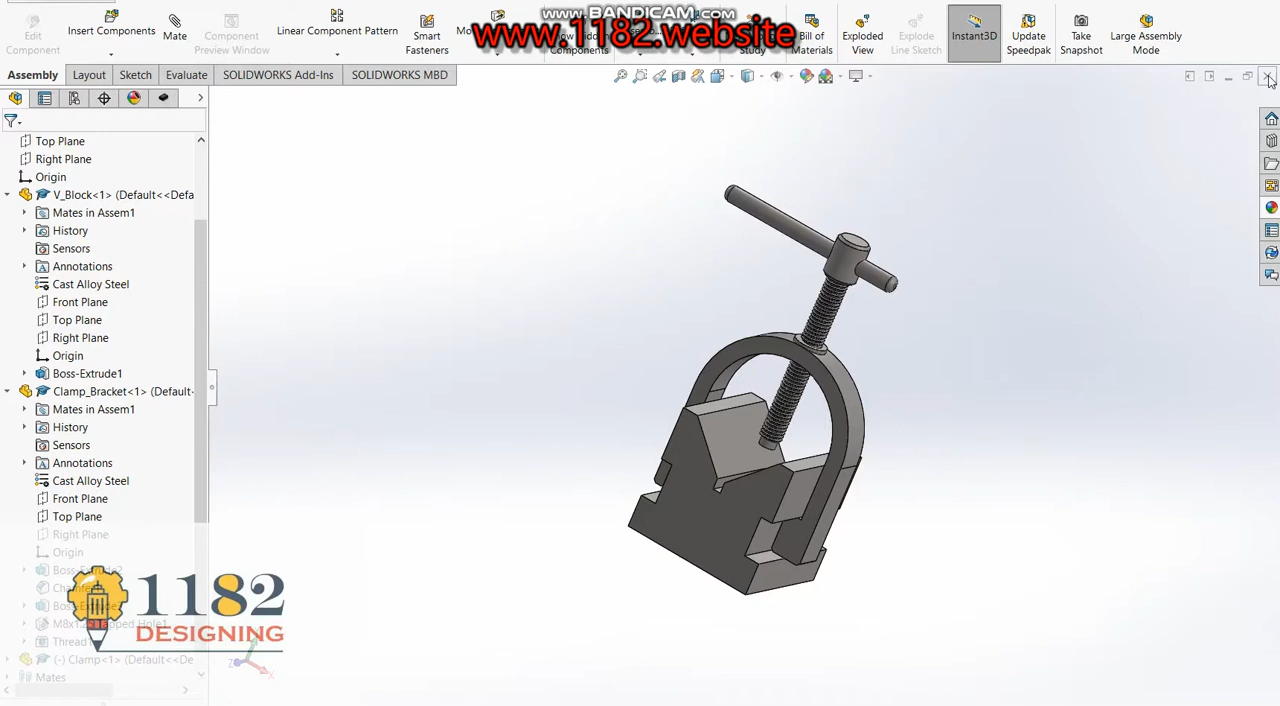 www.BANDICAM.com
www.1182.website
Edit Component
Insert Components
Mate
Component Preview Window
Linear Component Pattern
Smart Fasteners
Components
Study
Bill of Materials
Exploded View
Explode Line Sketch
Instant3D
Update Speedpak
Take Snapshot
Large Assembly Mode
Assembly
Layout
Sketch
Evaluate
SOLIDWORKS Add-Ins
SOLIDWORKS MBD
Top Plane
Right Plane
Origin
V_Block<1> (Default<<Defa
Mates in Assem1
History
Sensors
Annotations
Cast Alloy Steel
Front Plane
Top Plane
Right Plane
Origin
Boss-Extrude1
Clamp_Bracket<1> (Default<
Mates in Assem1
History
Sensors
Annotations
Cast Alloy Steel
Front Plane
Top Plane
Right Plane
Origin
(-) Clamp<1> (Default<<De
Mates
1182
DESIGNING
Z
X